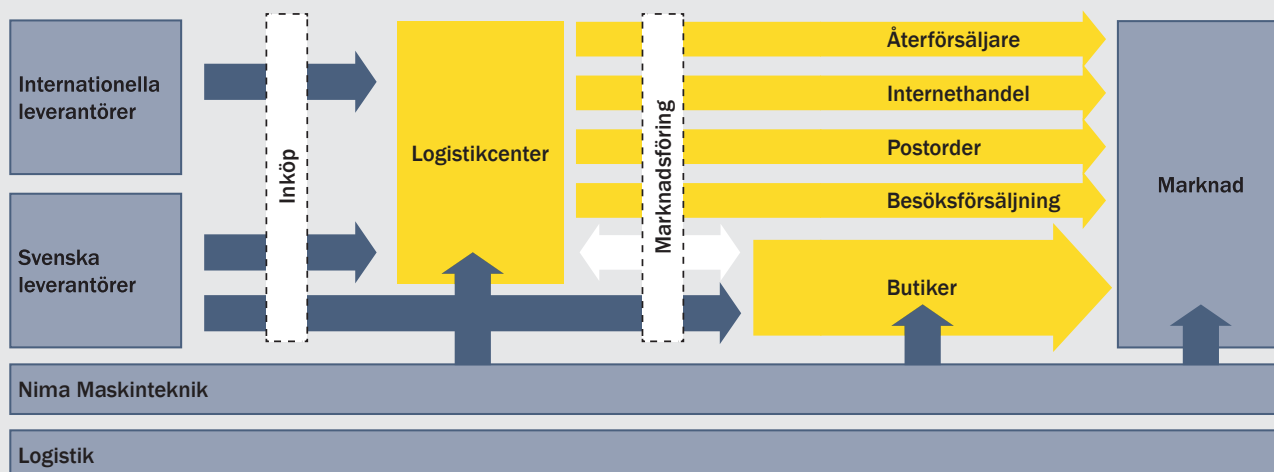 Internationella
leverantörer
Svenska
leverantörer
Inköp
Logistikcenter
Marknadsföring
Återförsäljare
Internethandel
Postorder
Besöksförsäljning
Butiker
Marknad
Nima Maskinteknik
Logistik